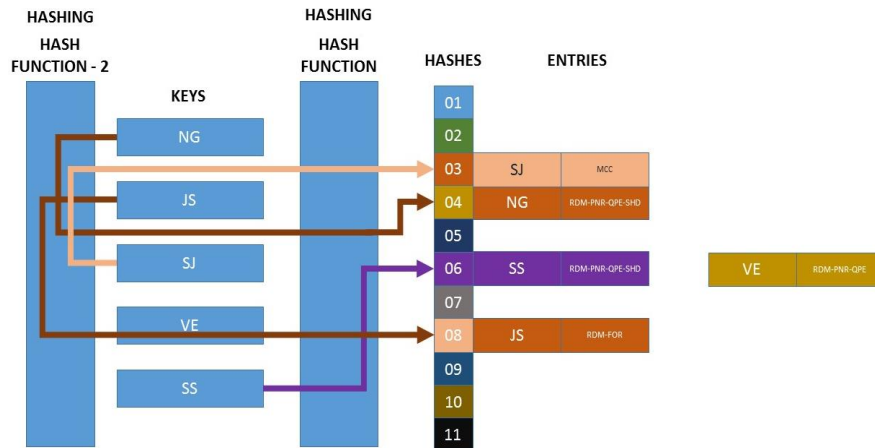 HASHING
HASH
FUNCTION - 2
KEYS
NG
JS
SJ
VE
SS
HASHING
HASH
FUNCTION
HASHES
ENTRIES
01
02
03 SJ MCC
04 NG RDM-PNR-QPE-SHD
05
06 SS RDM-PNR-QPE-SHD VE RDM-PNR-QPE
07
08 JS RDM-FOR
09
10
11